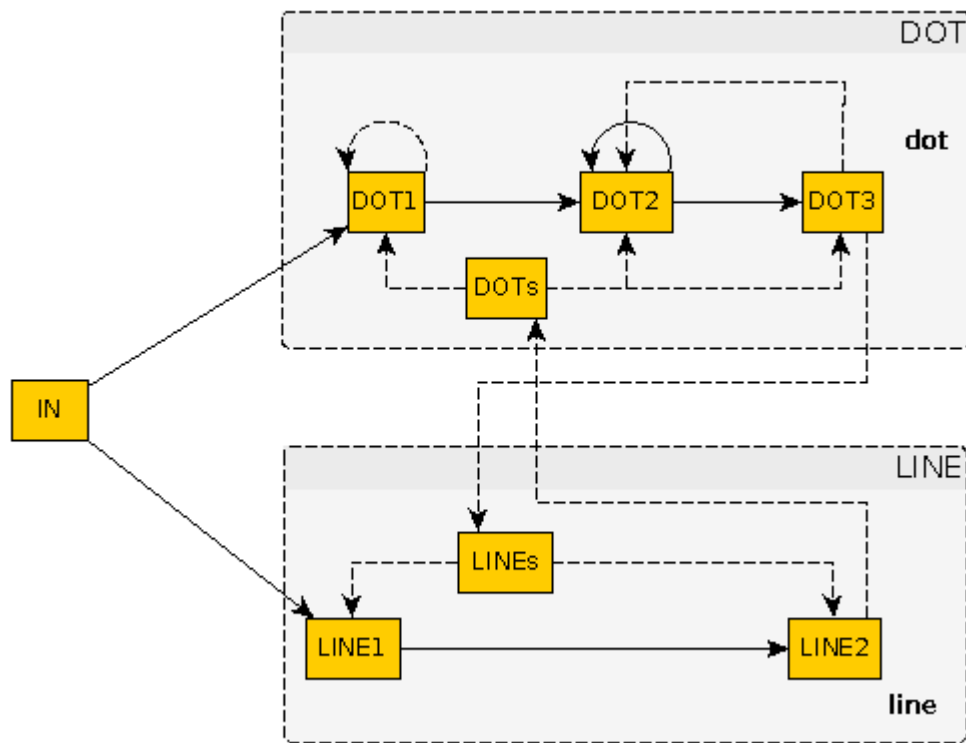 DOT
dot
DOT1
DOT2
DOT3
DOTs
IN
LINE
LINEs
LINE1
LINE2
line